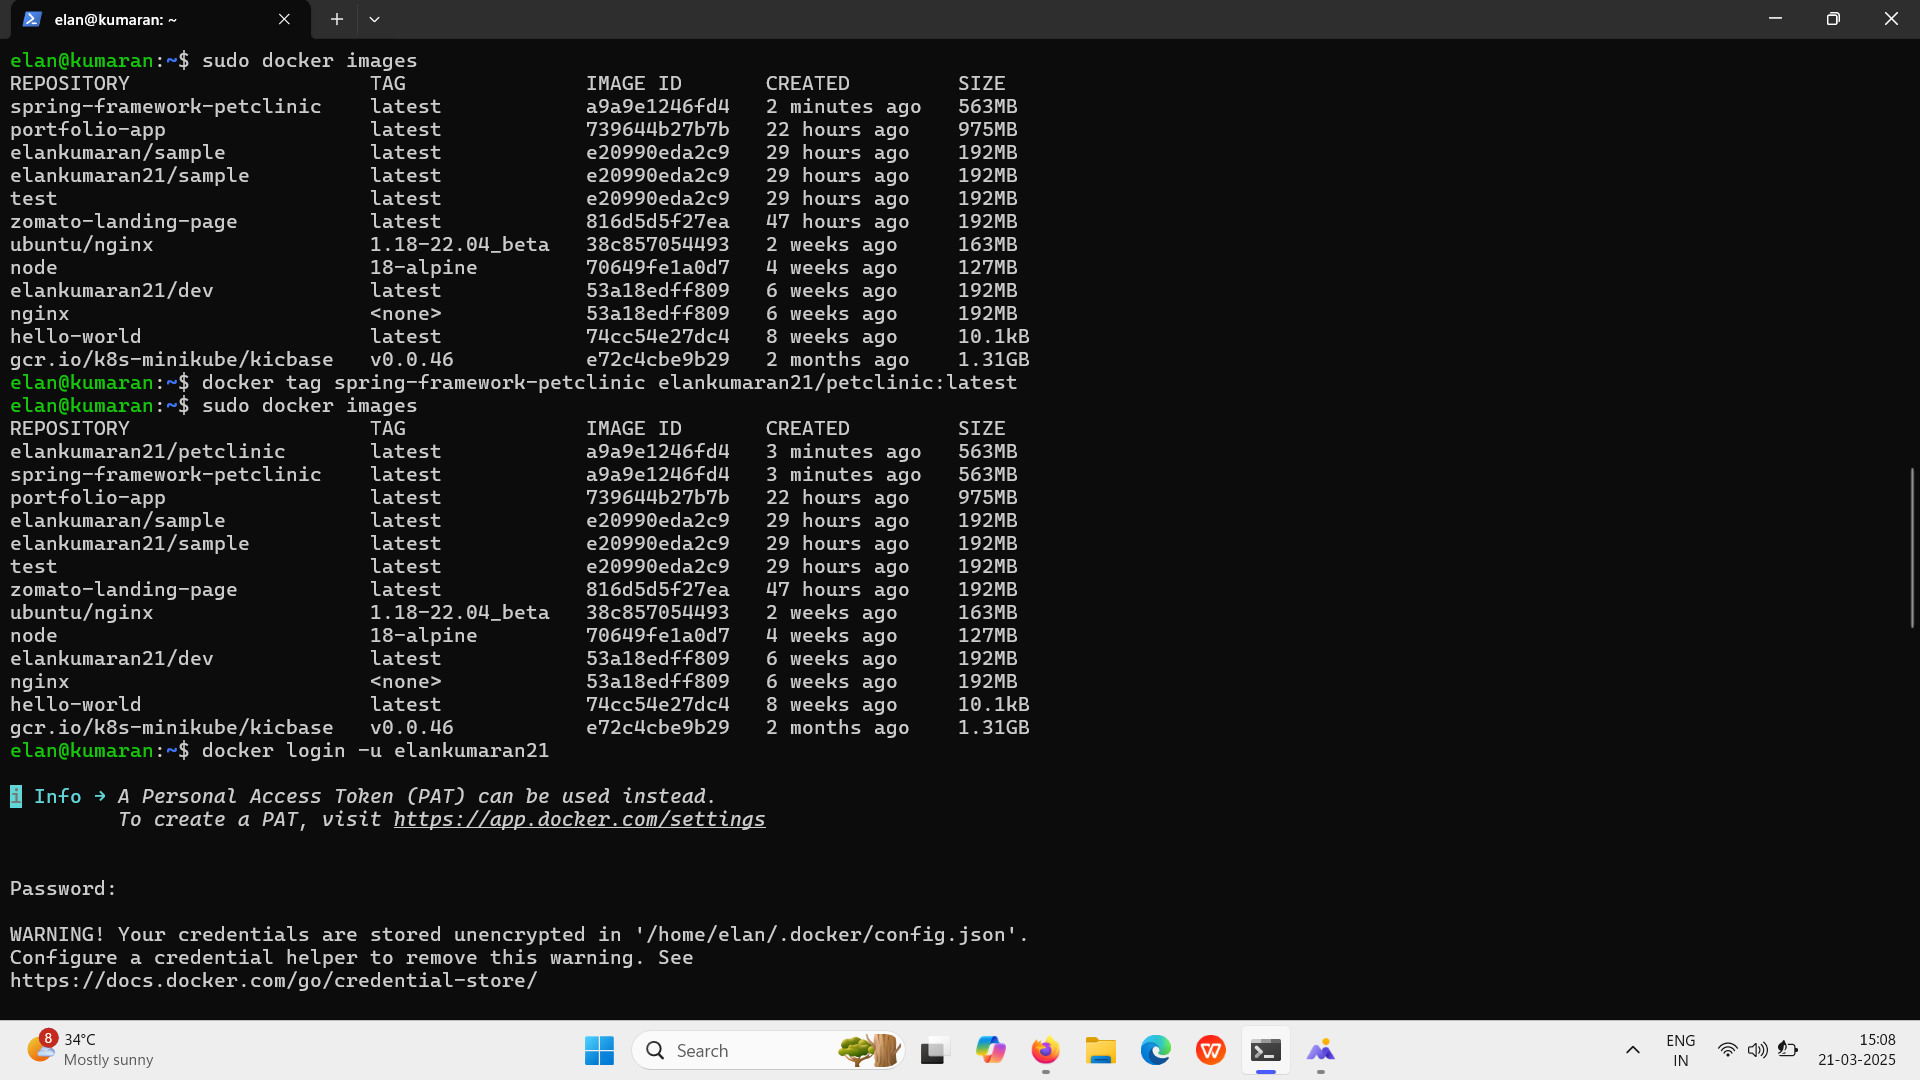 elan@kumaran: ~
elan@kumaran:~$ sudo docker images
REPOSITORY                    TAG               IMAGE ID       CREATED         SIZE
spring-framework-petclinic    latest            a9a9e1246fd4   2 minutes ago   563MB
portfolio-app                 latest            739644b27b7b   22 hours ago    975MB
elankumaran/sample            latest            e20990eda2c9   29 hours ago    192MB
elankumaran21/sample          latest            e20990eda2c9   29 hours ago    192MB
test                          latest            e20990eda2c9   29 hours ago    192MB
zomato-landing-page           latest            816d5d5f27ea   47 hours ago    192MB
ubuntu/nginx                  1.18-22.04_beta   38c857054493   2 weeks ago     163MB
node                          18-alpine         70649fe1a0d7   4 weeks ago     127MB
elankumaran21/dev             latest            53a18edff809   6 weeks ago     192MB
nginx                         <none>            53a18edff809   6 weeks ago     192MB
hello-world                   latest            74cc54e27dc4   8 weeks ago     10.1kB
gcr.io/k8s-minikube/kicbase   v0.0.46           e72c4cbe9b29   2 months ago    1.31GB
elan@kumaran:~$ docker tag spring-framework-petclinic elankumaran21/petclinic:latest
elan@kumaran:~$ sudo docker images
REPOSITORY                    TAG               IMAGE ID       CREATED         SIZE
elankumaran21/petclinic       latest            a9a9e1246fd4   3 minutes ago   563MB
spring-framework-petclinic    latest            a9a9e1246fd4   3 minutes ago   563MB
portfolio-app                 latest            739644b27b7b   22 hours ago    975MB
elankumaran/sample            latest            e20990eda2c9   29 hours ago    192MB
elankumaran21/sample          latest            e20990eda2c9   29 hours ago    192MB
test                          latest            e20990eda2c9   29 hours ago    192MB
zomato-landing-page           latest            816d5d5f27ea   47 hours ago    192MB
ubuntu/nginx                  1.18-22.04_beta   38c857054493   2 weeks ago     163MB
node                          18-alpine         70649fe1a0d7   4 weeks ago     127MB
elankumaran21/dev             latest            53a18edff809   6 weeks ago     192MB
nginx                         <none>            53a18edff809   6 weeks ago     192MB
hello-world                   latest            74cc54e27dc4   8 weeks ago     10.1kB
gcr.io/k8s-minikube/kicbase   v0.0.46           e72c4cbe9b29   2 months ago    1.31GB
elan@kumaran:~$ docker login -u elankumaran21
i Info → A Personal Access Token (PAT) can be used instead.
To create a PAT, visit https://app.docker.com/settings
Password:
WARNING! Your credentials are stored unencrypted in '/home/elan/.docker/config.json'.
Configure a credential helper to remove this warning. See
https://docs.docker.com/go/credential-store/
8
34°C
Mostly sunny
Search
ENG
IN
15:08
21-03-2025